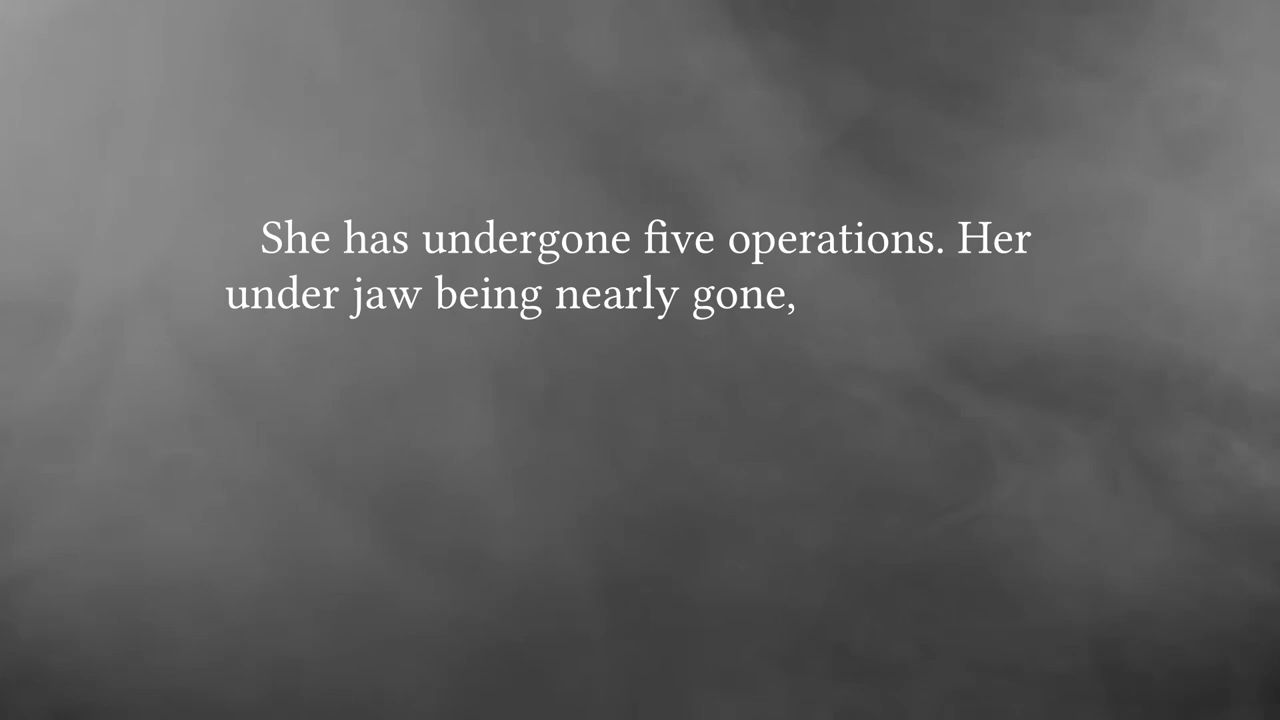 She has undergone five operations. Her
under jaw being nearly gone,